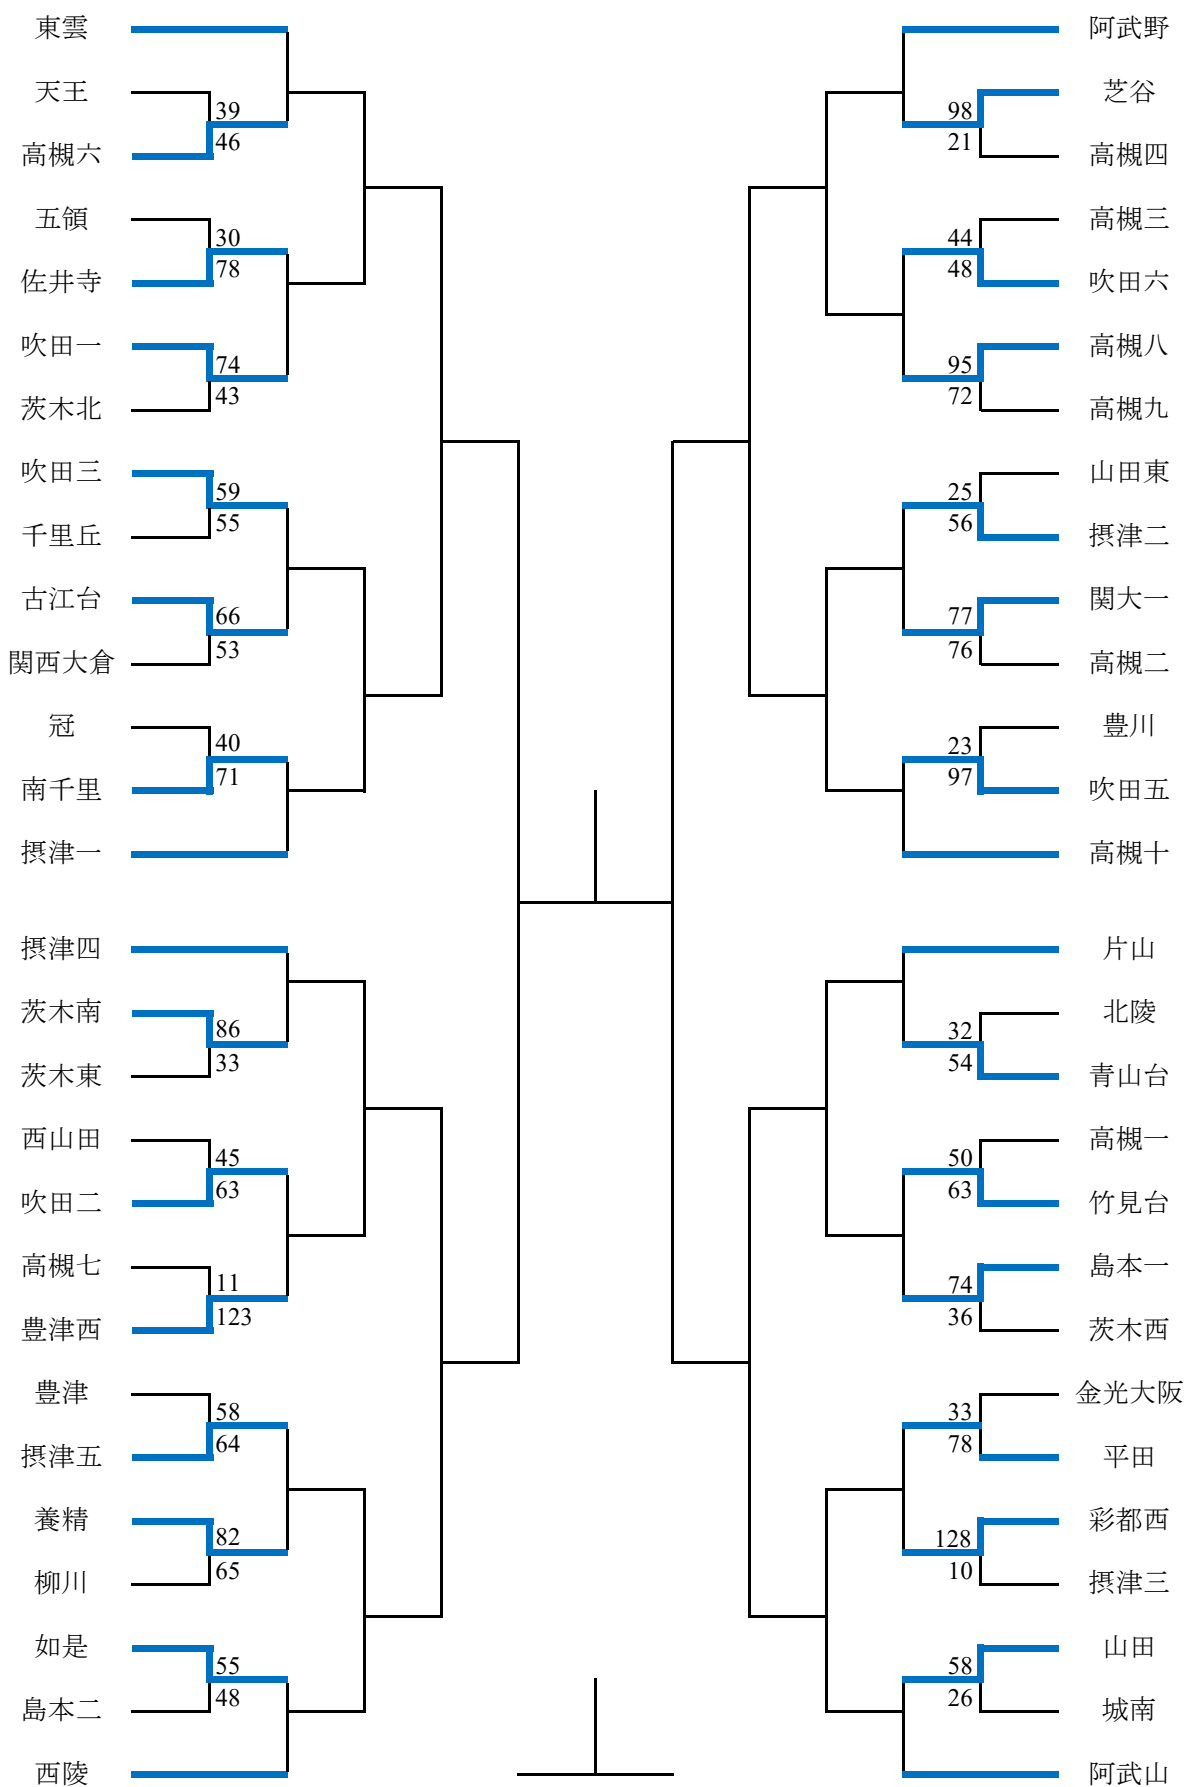 東雲
天王
39
46
高槻六
五領
30
78
佐井寺
吹田一
74
43
茨木北
吹田三
59
55
千里丘
古江台
66
53
関西大倉
冠
40
71
南千里
摂津一
摂津四
茨木南
86
33
茨木東
西山田
45
63
吹田二
高槻七
11
123
豊津西
豊津
58
64
摂津五
養精
82
65
柳川
如是
55
48
島本二
西陵
阿武野
芝谷
98
21
高槻四
高槻三
44
48
吹田六
高槻八
95
72
高槻九
山田東
25
56
摂津二
関大一
77
76
高槻二
豊川
23
97
吹田五
高槻十
片山
北陵
32
54
青山台
高槻一
50
63
竹見台
島本一
74
36
茨木西
金光大阪
33
78
平田
彩都西
128
10
摂津三
山田
58
26
城南
阿武山